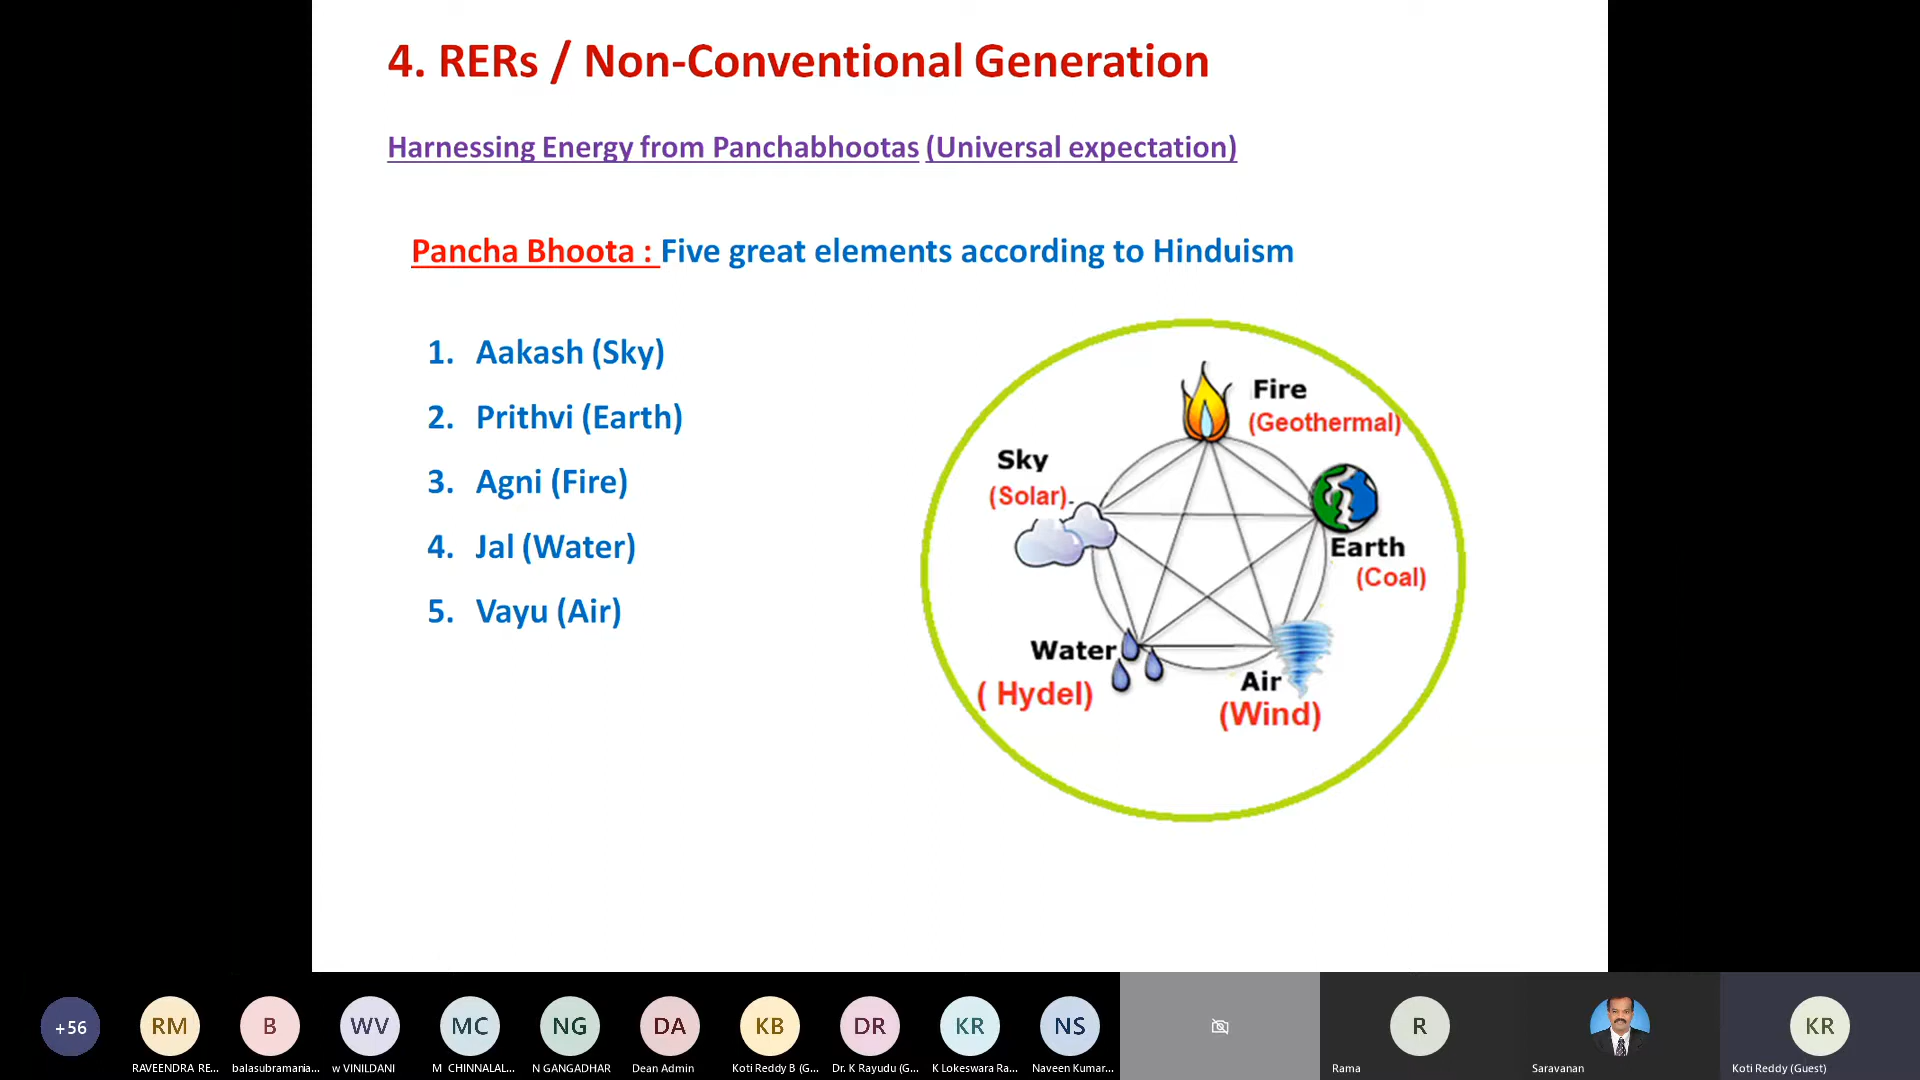 4. RERs / Non-Conventional Generation
Harnessing Energy from Panchabhootas (Universal expectation)
Pancha Bhoota : Five great elements according to Hinduism
1. Aakash (Sky)
2. Prithvi (Earth)
3. Agni (Fire)
4. Jal (Water)
5. Vayu (Air)
Fire
(Geothermal)
Sky
(Solar)
Earth
(Coal)
Water
( Hydel)
Air
(Wind)
+56
RM
B
WV
MC
NG
DA
KB
DR
KR
NS
R
KR
RAVEENDRA RE...
balasubramania...
w VINILDANI
M CHINNALAL...
N GANGADHAR
Dean Admin
Koti Reddy B (G...
Dr. K Rayudu (G...
K Lokeswara Ra...
Naveen Kumar...
Rama
Saravanan
Koti Reddy (Guest)